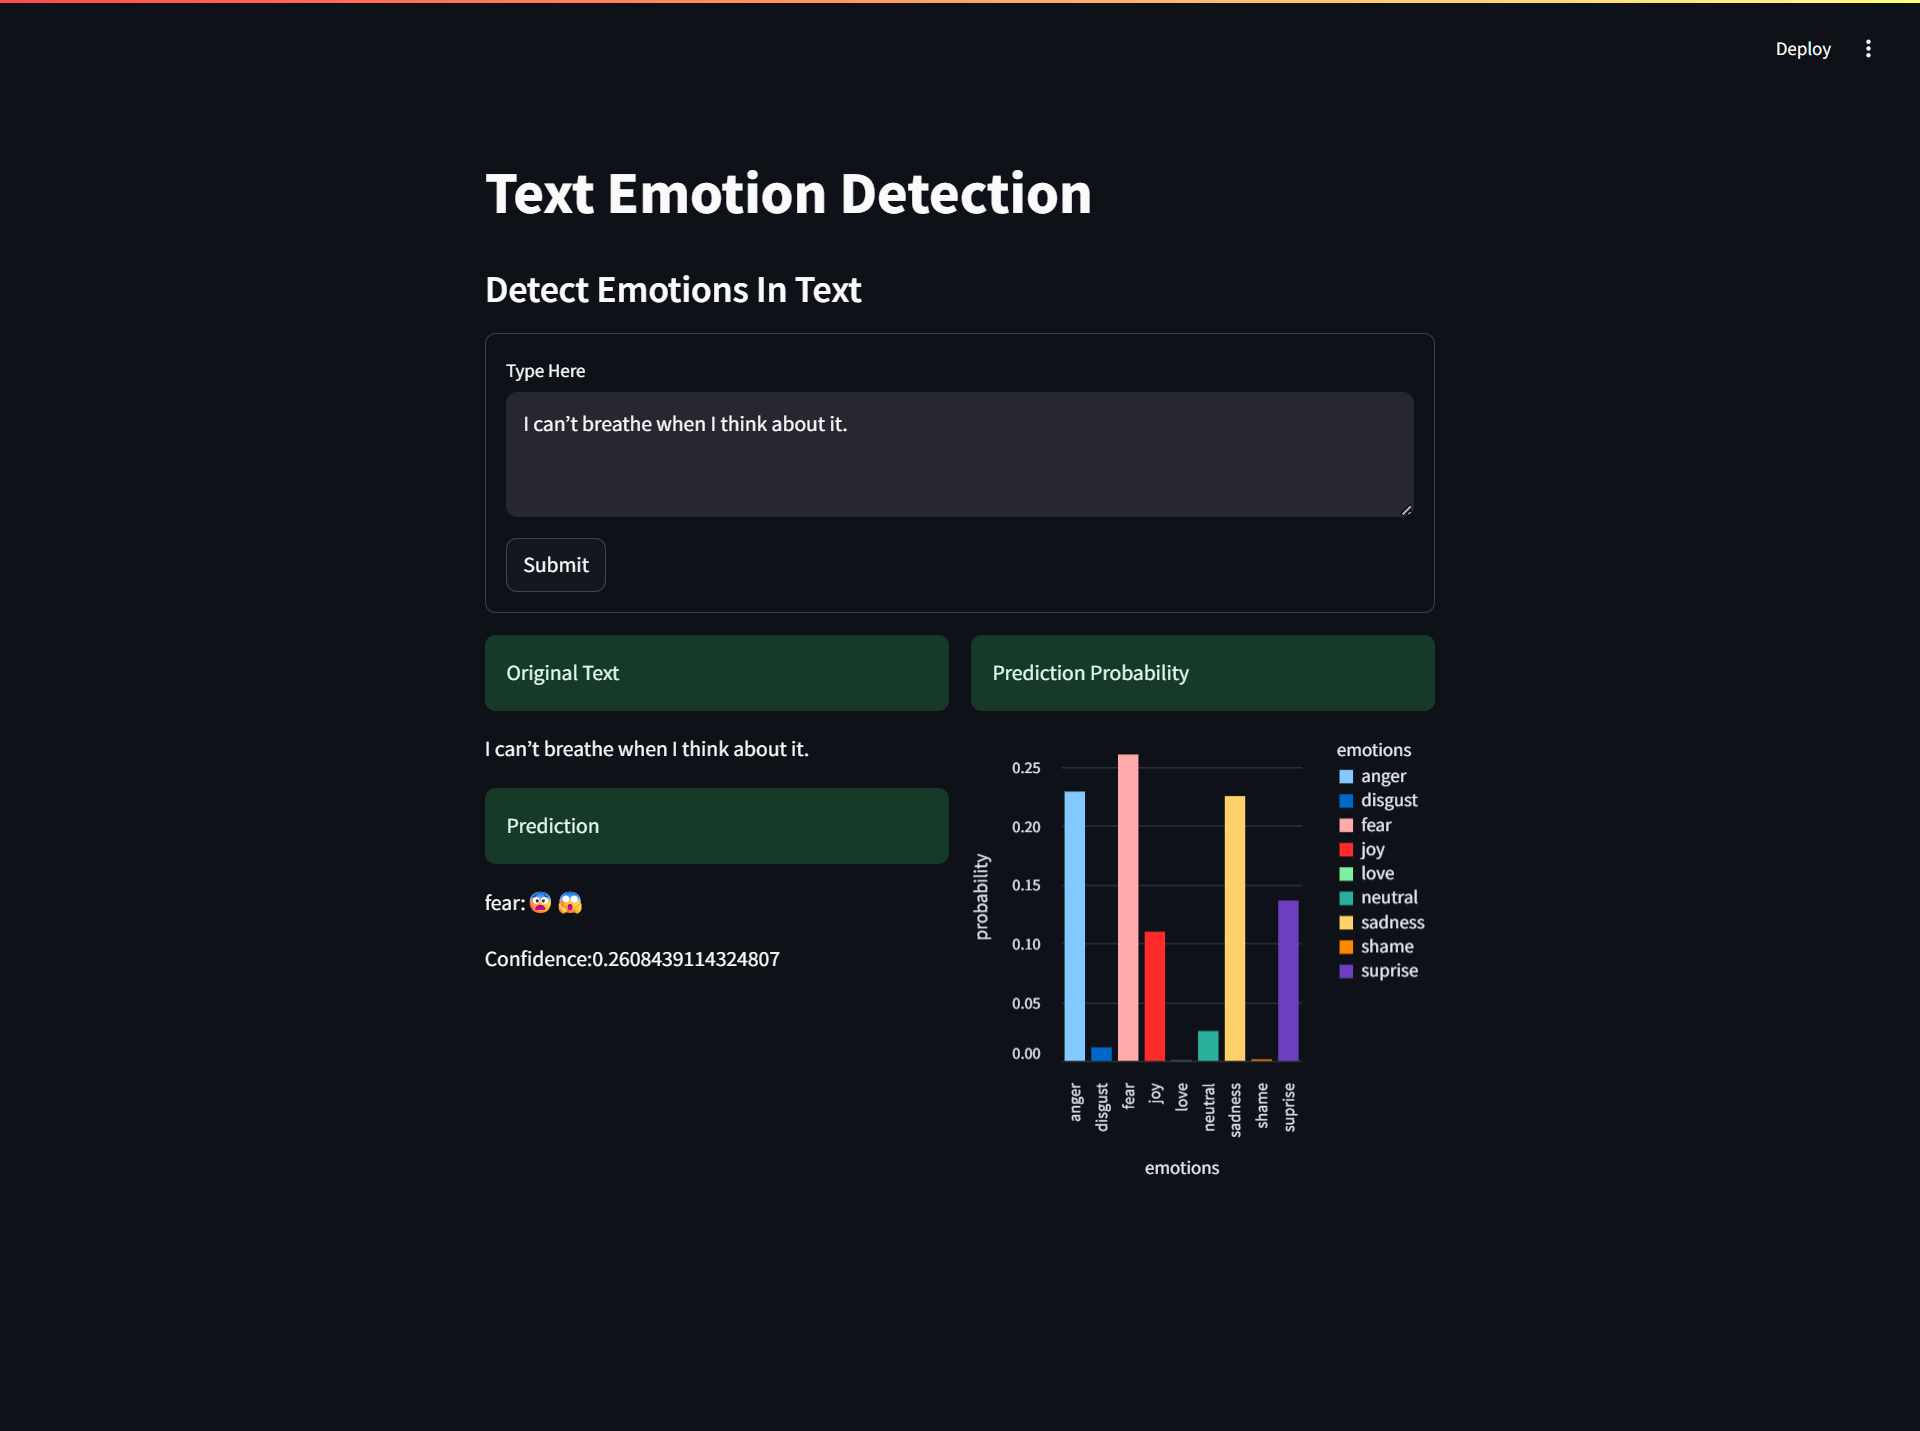 Deploy
Text Emotion Detection
Detect Emotions In Text
Type Here
I can’t breathe when I think about it.
Submit
Original Text
I can’t breathe when I think about it.
Prediction
fear: 😨 😱
Confidence:0.2608439114324807
Prediction Probability
probability
0.25
0.20
0.15
0.10
0.05
0.00
anger
disgust
fear
joy
love
neutral
sadness
shame
suprise
emotions
emotions
anger
disgust
fear
joy
love
neutral
sadness
shame
suprise